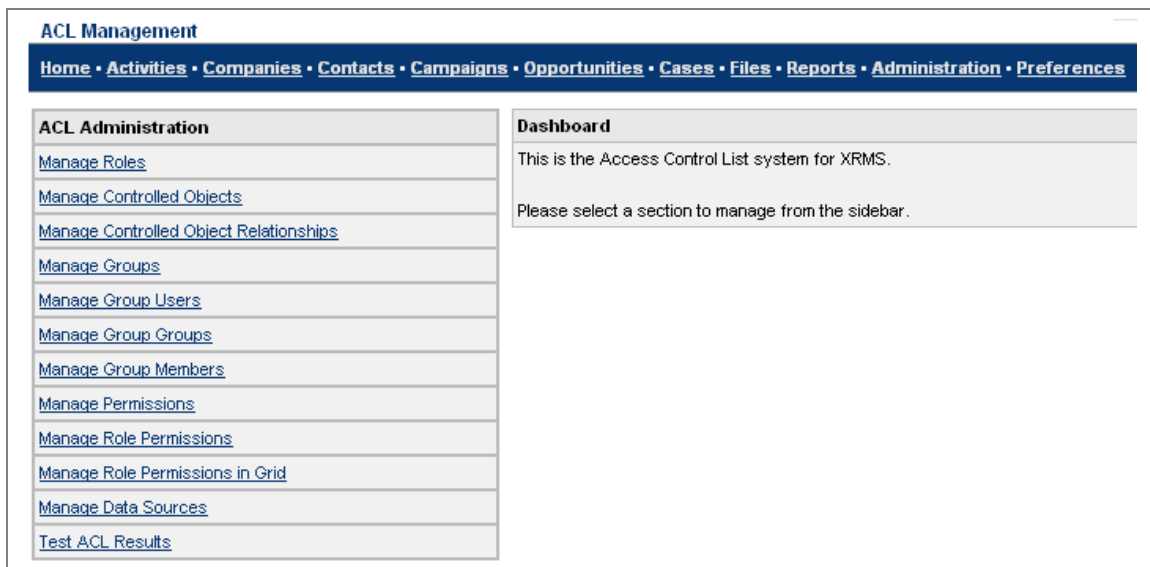 ACL Management
Home • Activities • Companies • Contacts • Campaigns • Opportunities • Cases • Files • Reports • Administration • Preferences
ACL Administration
Manage Roles
Manage Controlled Objects
Manage Controlled Object Relationships
Manage Groups
Manage Group Users
Manage Group Groups
Manage Group Members
Manage Permissions
Manage Role Permissions
Manage Role Permissions in Grid
Manage Data Sources
Test ACL Results
Dashboard
This is the Access Control List system for XRMS.
Please select a section to manage from the sidebar.